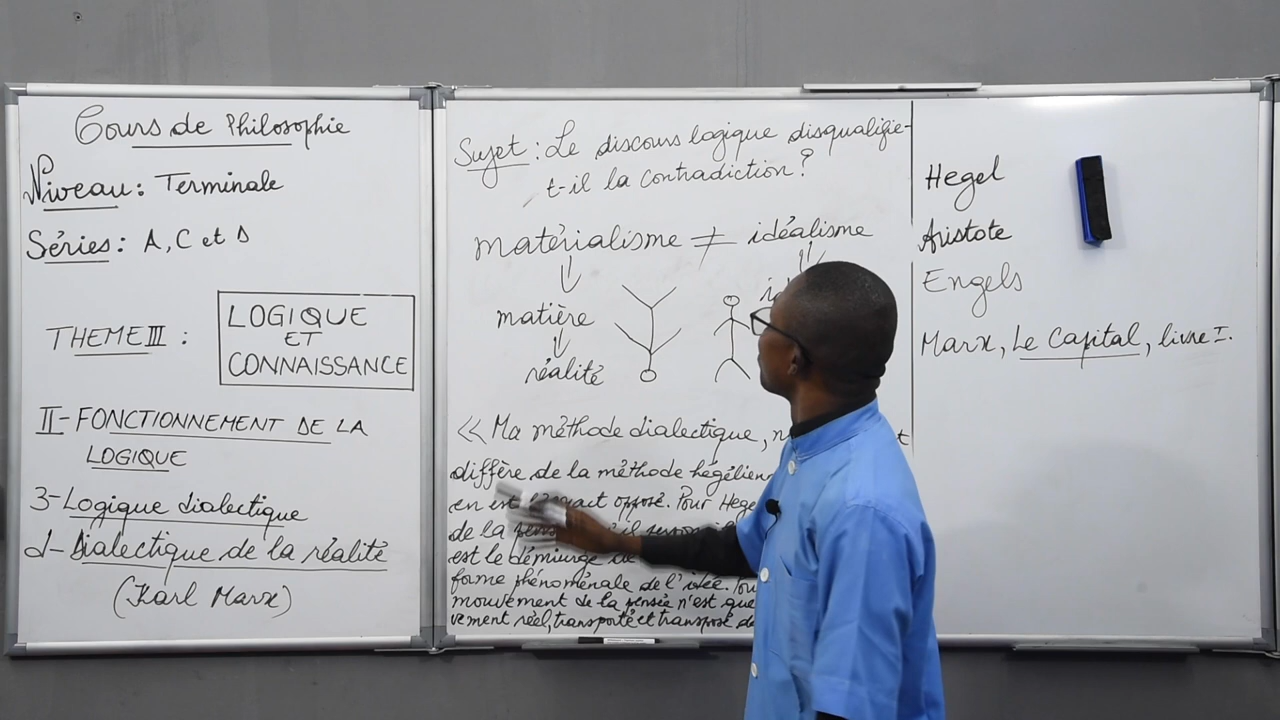 Cours de Philosophie
Niveau : Terminale
Séries : A, C et D
THEME III :
LOGIQUE
ET
CONNAISSANCE
II- FONCTIONNEMENT DE LA
LOGIQUE
3- Logique dialectique
d- Dialectique de la réalité
(Karl Marx)
Sujet : Le discours logique disqualifie-
t-il la contradiction ?
matérialisme ≠ idéalisme
matière
réalité
<< Ma méthode dialectique,
diffère de la méthode
en est opposé. Pour
de la
est le démiurge
forme phénoménale de l'idée.
mouvement de la pensée n'est que
vement réel, transporté et transposé
Hegel
Aristote
Engels
Marx, Le Capital, livre I.